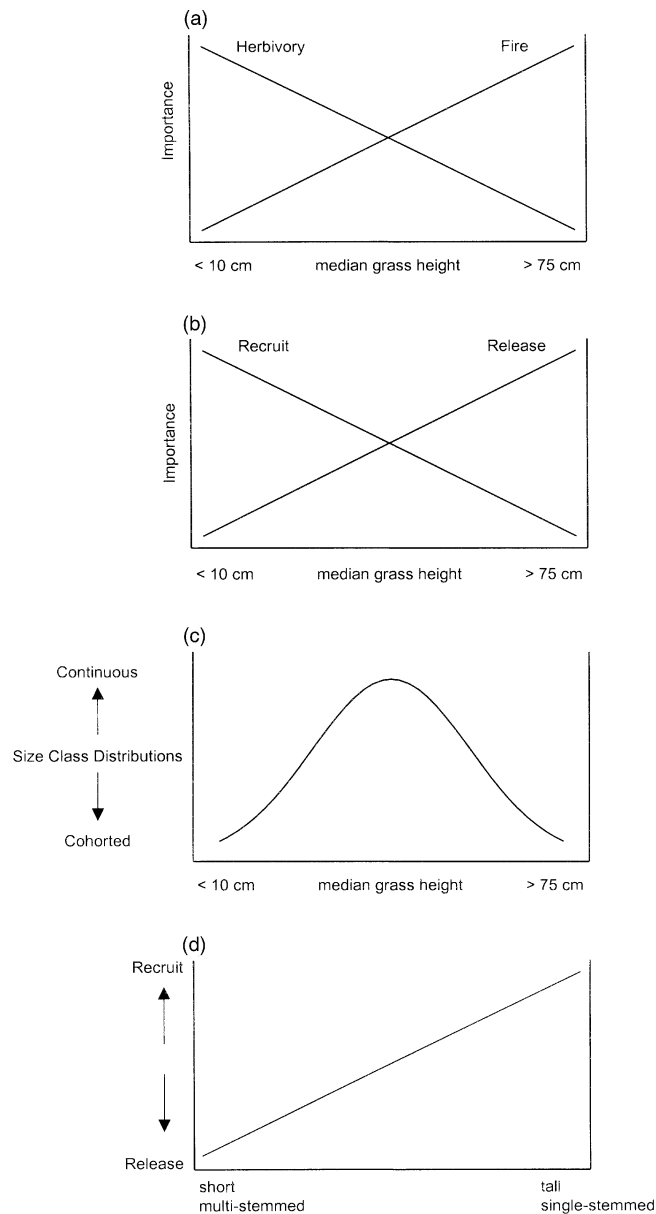 (a)
Herbivory
Fire
Importance
< 10 cm
median grass height
> 75 cm
(b)
Recruit
Release
Importance
< 10 cm
median grass height
> 75 cm
(c)
Continuous
Size Class Distributions
Cohorted
< 10 cm
median grass height
> 75 cm
(d)
Recruit
Release
short
multi-stemmed
tall
single-stemmed